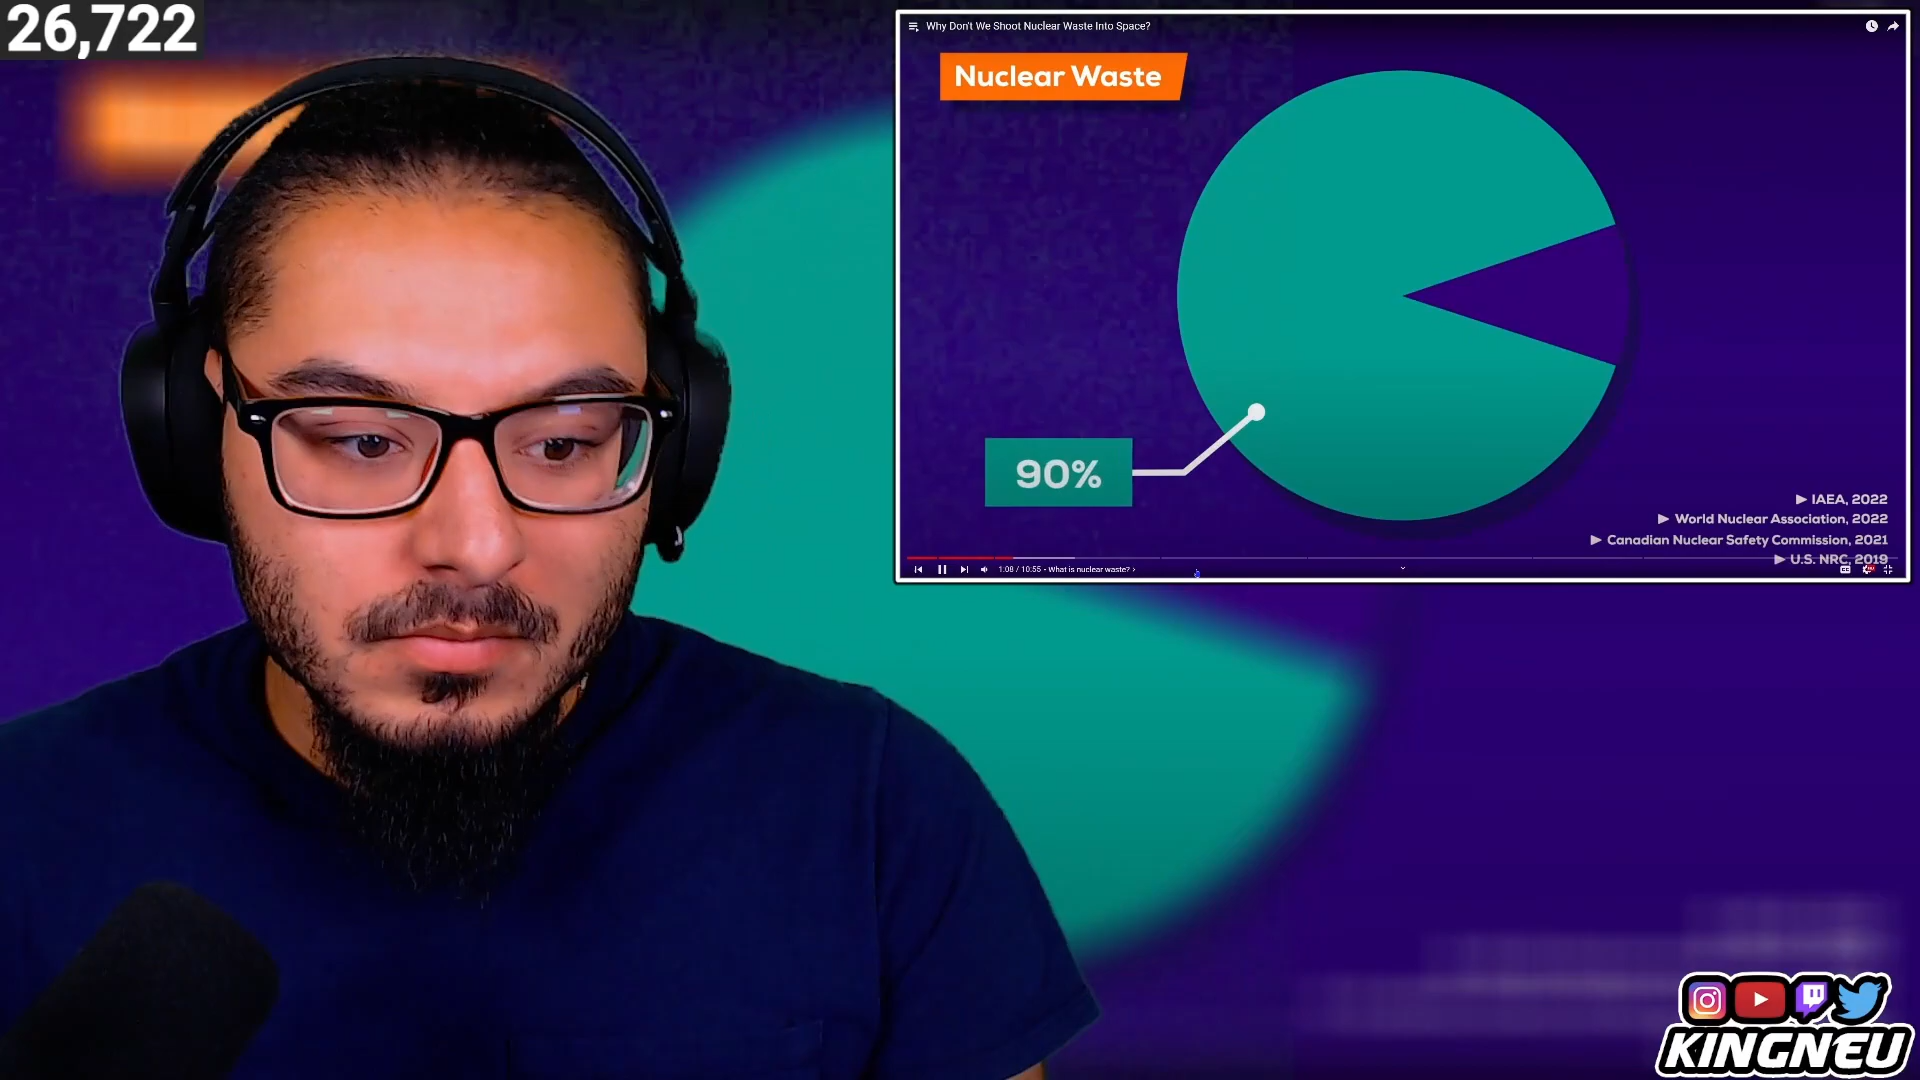 26,722
Why Don't We Shoot Nuclear Waste Into Space?
Nuclear Waste
90%
▶ IAEA, 2022
▶ World Nuclear Association, 2022
▶ Canadian Nuclear Safety Commission, 2021
▶ U.S. NRC, 2019
1:08 / 10:55 • What is nuclear waste? ›
KINGNEU